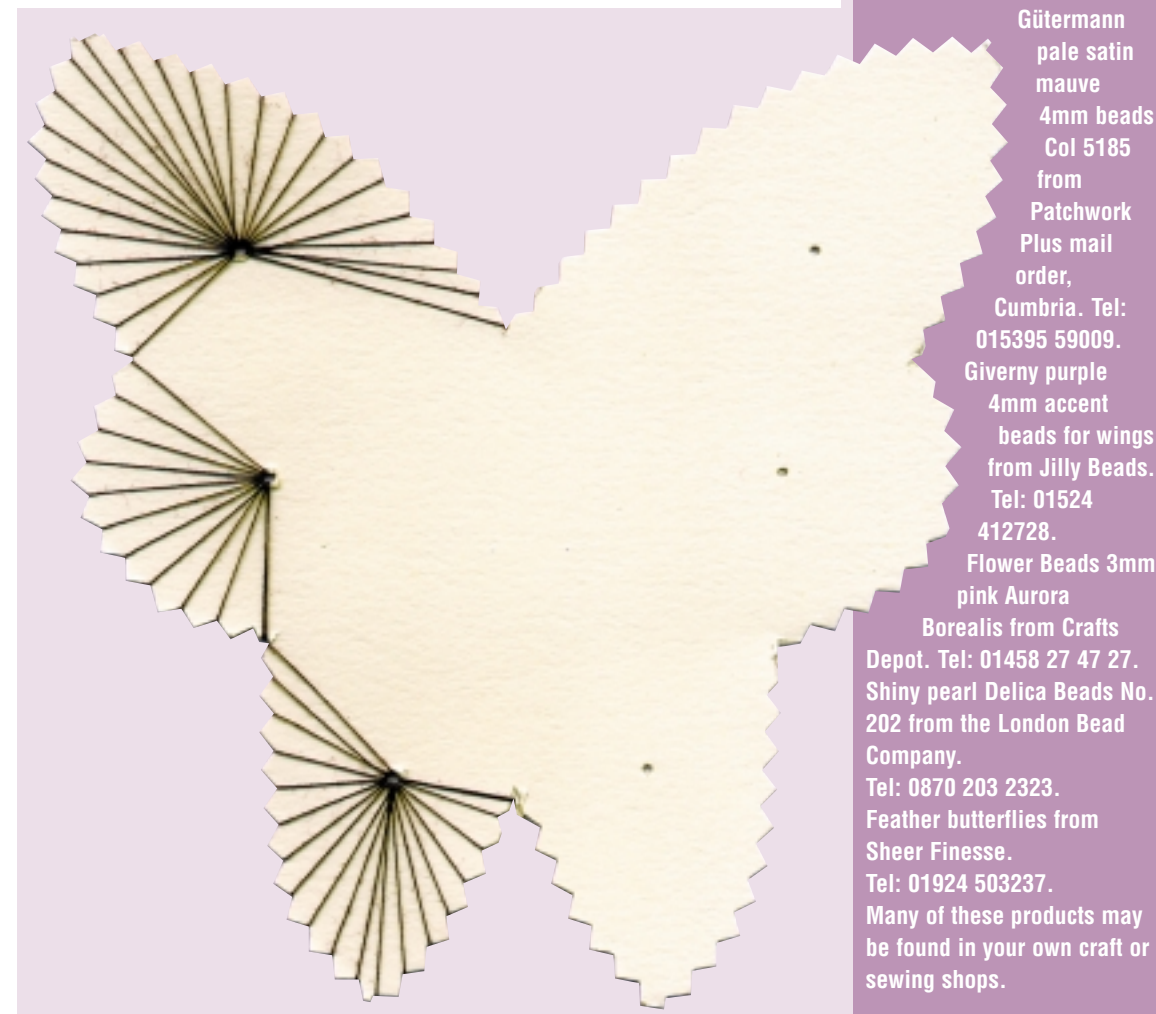 Gütermann
pale satin
mauve
4mm beads
Col 5185
from
Patchwork
Plus mail
order,
Cumbria. Tel:
015395 59009.
Giverny purple
4mm accent
beads for wings
from Jilly Beads.
Tel: 01524
412728.
Flower Beads 3mm
pink Aurora
Borealis from Crafts
Depot. Tel: 01458 27 47 27.
Shiny pearl Delica Beads No.
202 from the London Bead
Company.
Tel: 0870 203 2323.
Feather butterflies from
Sheer Finesse.
Tel: 01924 503237.
Many of these products may
be found in your own craft or
sewing shops.